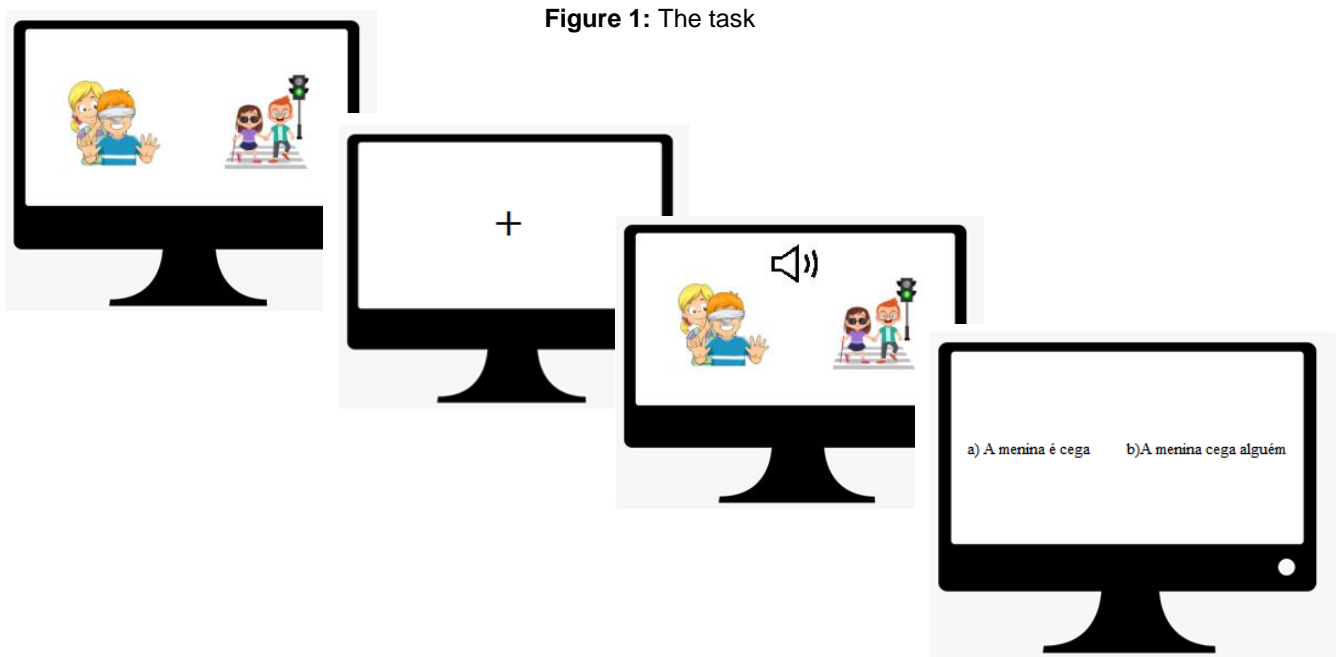 Figure 1: The task
+
a) A menina é cega
b)A menina cega alguém